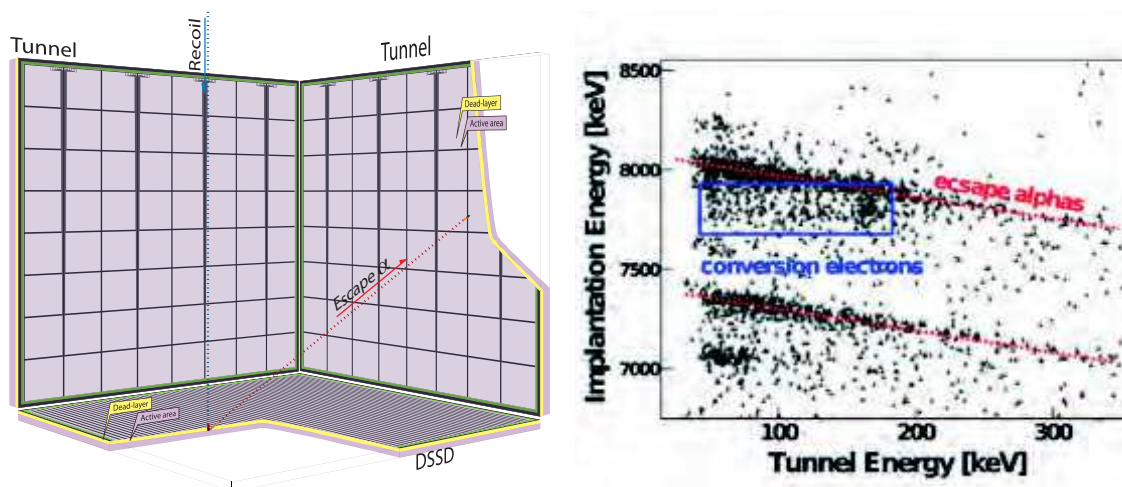 Tunnel
Recoil
Tunnel
Dead-layer
Active area
Escape α
Dead-layer
Active area
DSSD
Implantation Energy [keV]
8500
8000
7500
7000
ecsape alphas
conversion electrons
100
200
300
Tunnel Energy [keV]